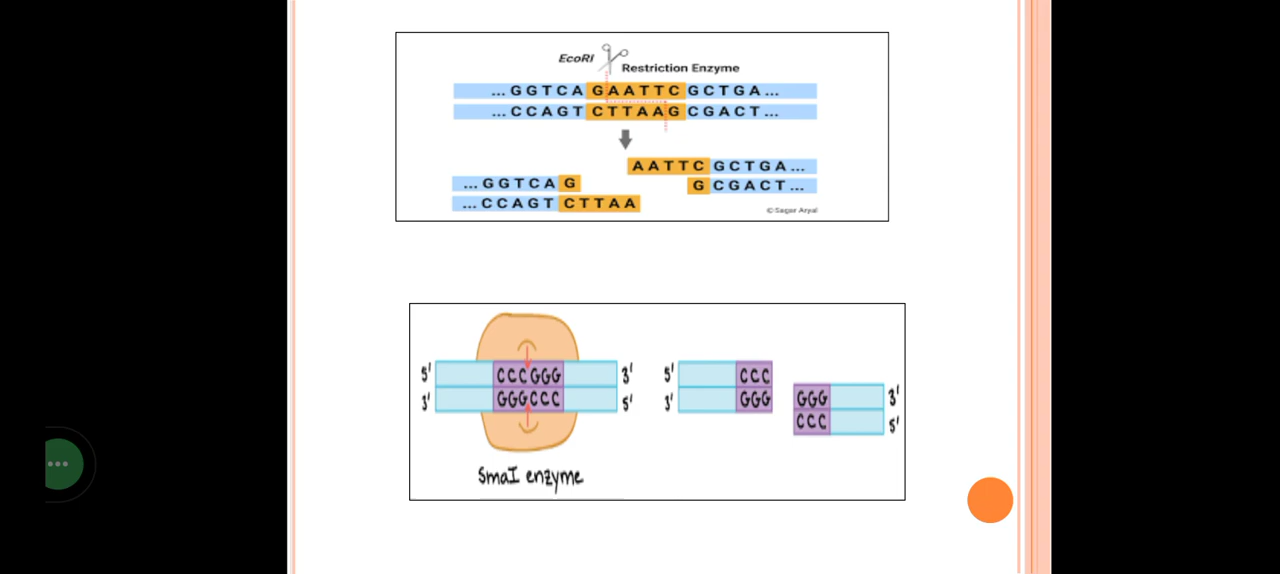 EcoRI
Restriction Enzyme
...GGTCAGAATTCGCTGA...
...CCAGTCTTAAGCGACT...
AATTCGCTGA...
...GGTCAG
GCGACT...
...CCAGTCTTAA
©Sagar Aryal
5' CCCGGG 3'
3' GGGCCC 5'
5' CCC
3' GGG
GGG 3'
CCC 5'
SmaI enzyme